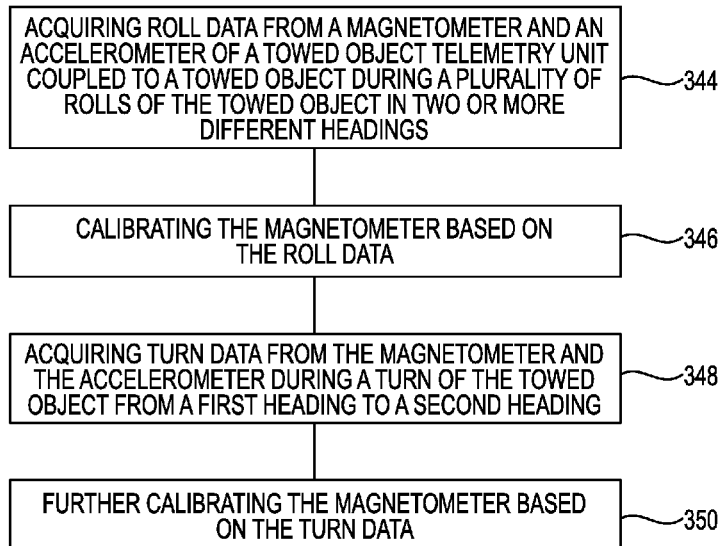 ACQUIRING ROLL DATA FROM A MAGNETOMETER AND AN
ACCELEROMETER OF A TOWED OBJECT TELEMETRY UNIT
COUPLED TO A TOWED OBJECT DURING A PLURALITY OF
ROLLS OF THE TOWED OBJECT IN TWO OR MORE
DIFFERENT HEADINGS
344
CALIBRATING THE MAGNETOMETER BASED ON
THE ROLL DATA
346
ACQUIRING TURN DATA FROM THE MAGNETOMETER AND
THE ACCELEROMETER DURING A TURN OF THE TOWED
OBJECT FROM A FIRST HEADING TO A SECOND HEADING
348
FURTHER CALIBRATING THE MAGNETOMETER BASED
ON THE TURN DATA
350